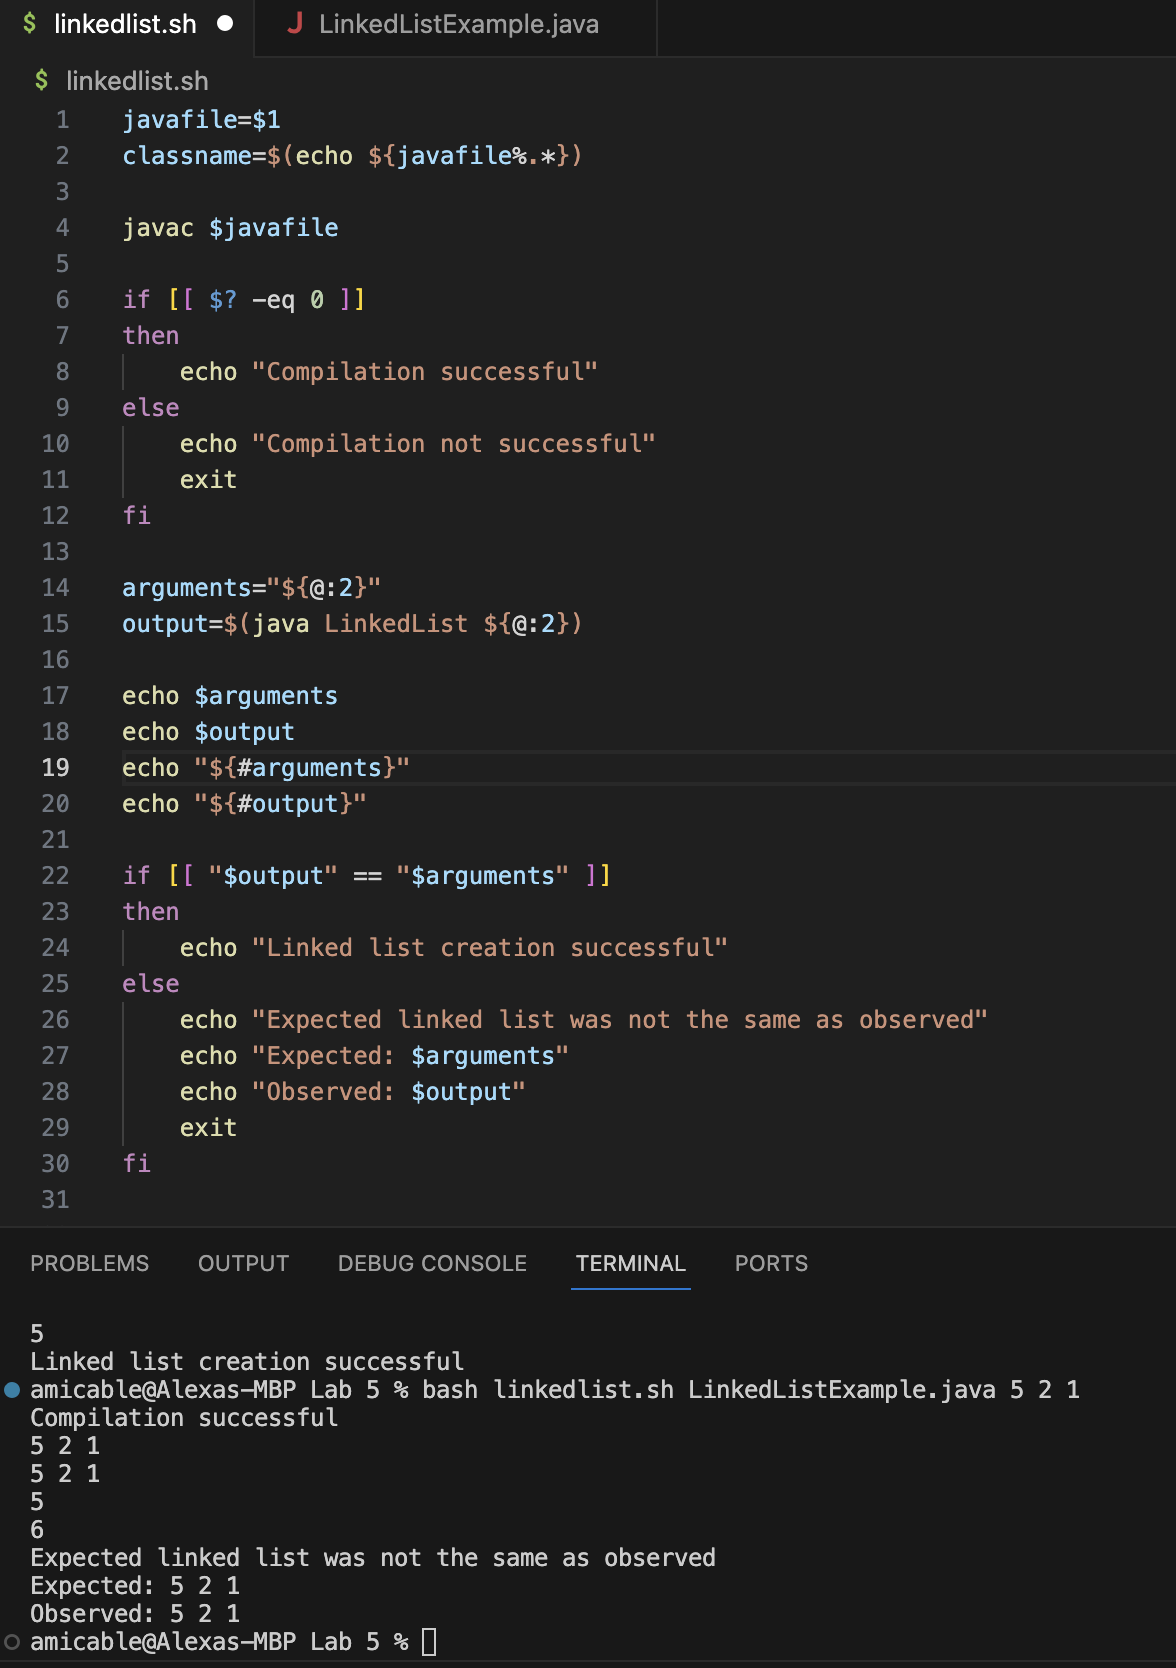 $ linkedlist.sh ● J LinkedListExample.java
$ linkedlist.sh
1 javafile=$1
2 classname=$(echo ${javafile%.*})
3
4 javac $javafile
5
6 if [[ $? -eq 0 ]]
7 then
8     echo "Compilation successful"
9 else
10     echo "Compilation not successful"
11     exit
12 fi
13
14 arguments="${@:2}"
15 output=$(java LinkedList ${@:2})
16
17 echo $arguments
18 echo $output
19 echo "${#arguments}"
20 echo "${#output}"
21
22 if [[ "$output" == "$arguments" ]]
23 then
24     echo "Linked list creation successful"
25 else
26     echo "Expected linked list was not the same as observed"
27     echo "Expected: $arguments"
28     echo "Observed: $output"
29     exit
30 fi
31
PROBLEMS OUTPUT DEBUG CONSOLE TERMINAL PORTS
5
Linked list creation successful
amicable@Alexas-MBP Lab 5 % bash linkedlist.sh LinkedListExample.java 5 2 1
Compilation successful
5 2 1
5 2 1
5
6
Expected linked list was not the same as observed
Expected: 5 2 1
Observed: 5 2 1
amicable@Alexas-MBP Lab 5 %